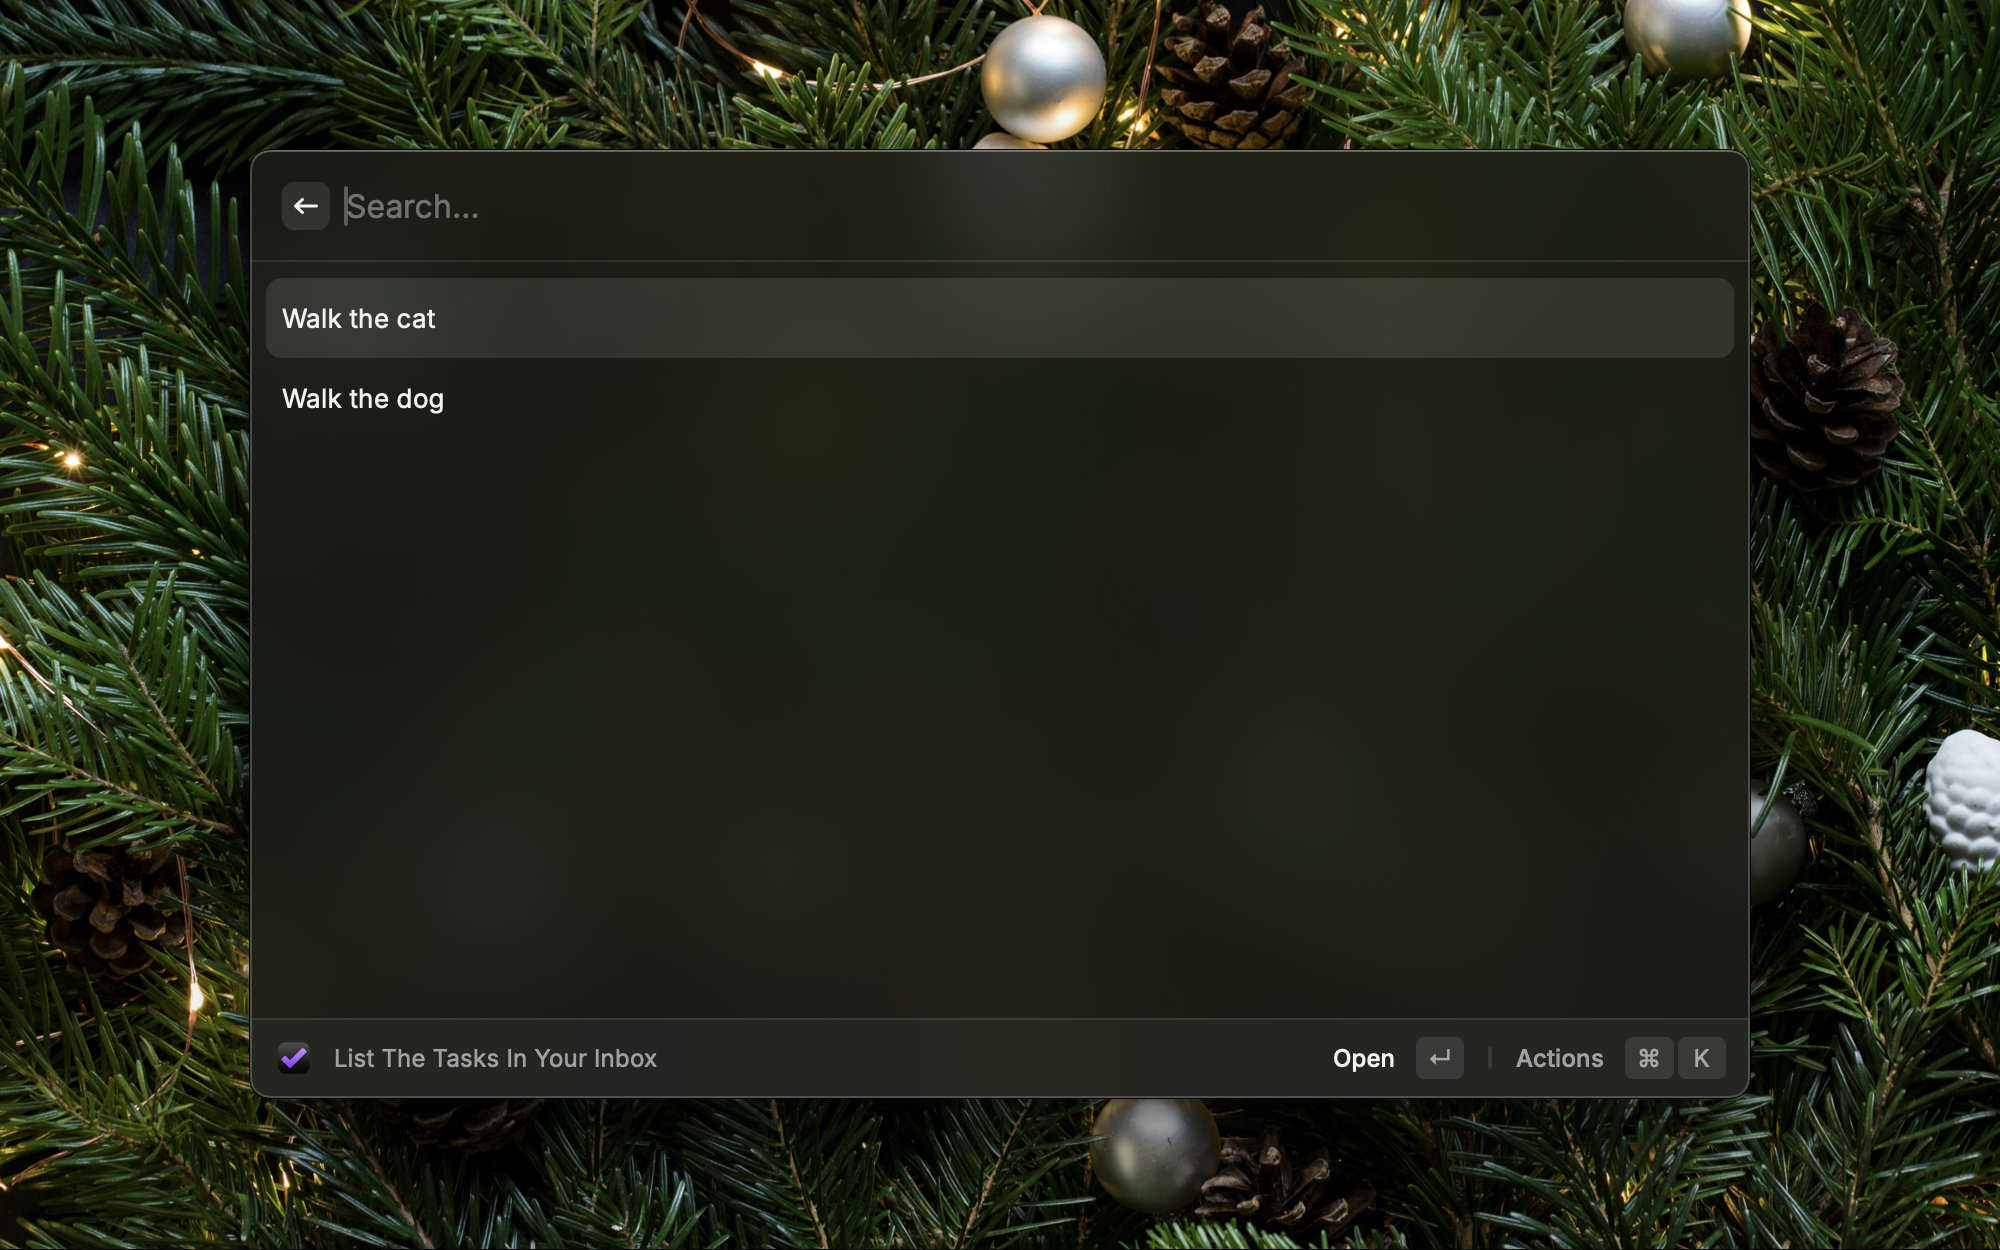 Search...
Walk the cat
Walk the dog
List The Tasks In Your Inbox Open ↵ Actions ⌘ K